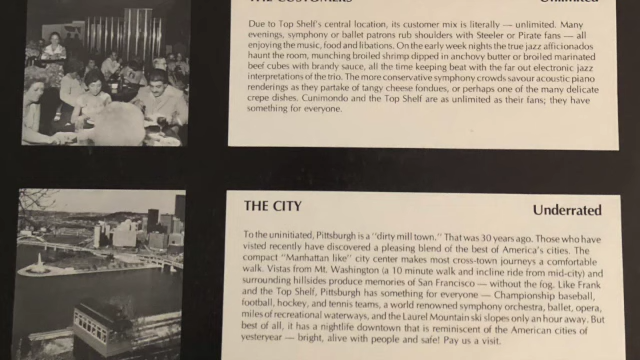 Due to Top Shelf's central location, its customer mix is literally — unlimited. Many
evenings, symphony or ballet patrons rub shoulders with Steeler or Pirate fans — all
enjoying the music, food and libations. On the early week nights the true jazz afficionados
haunt the room, munching broiled shrimp dipped in anchovy butter or broiled marinated
beef cubes with brandy sauce, all the time keeping beat with the far out electronic jazz
interpretations of the trio. The more conservative symphony crowds savour acoustic piano
renderings as they partake of tangy cheese fondues, or perhaps one of the many delicate
crepe dishes. Cunimondo and the Top Shelf are as unlimited as their fans; they have
something for everyone.
THE CITY Underrated
To the uninitiated, Pittsburgh is a "dirty mill town." That was 30 years ago. Those who have
visted recently have discovered a pleasing blend of the best of America's cities. The
compact "Manhattan like" city center makes most cross-town journeys a comfortable
walk. Vistas from Mt. Washington (a 10 minute walk and incline ride from mid-city) and
surrounding hillsides produce memories of San Francisco — without the fog. Like Frank
and the Top Shelf, Pittsburgh has something for everyone — Championship baseball,
football, hockey, and tennis teams, a world renowned symphony orchestra, ballet, opera,
miles of recreational waterways, and the Laurel Mountain ski slopes only an hour away. But
best of all, it has a nightlife downtown that is reminiscent of the American cities of
yesteryear — bright, alive with people and safe! Pay us a visit.